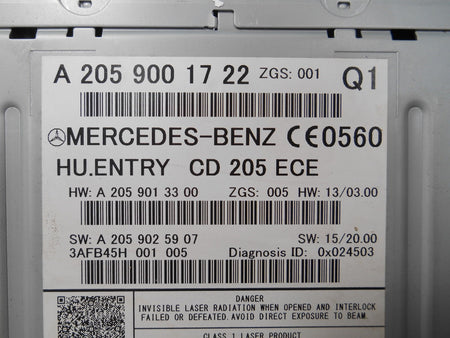 A 205 900 17 22 ZGS: 001 Q1
MERCEDES-BENZ CE0560
HU.ENTRY CD 205 ECE
HW: A 205 901 33 00 ZGS: 005 HW: 13/03.00
SW: A 205 902 59 07 SW: 15/20.00
3AFB45H 001 005 Diagnosis ID: 0x024503
DANGER
INVISIBLE LASER RADIATION WHEN OPENED AND INTERLOCK
FAILED OR DEFEATED. AVOID DIRECT EXPOSURE TO BEAM.
CLASS 1 LASER PRODUCT